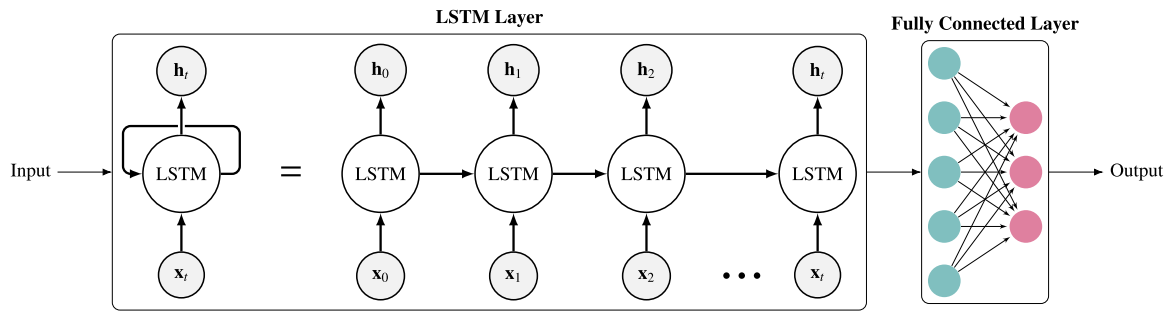 LSTM Layer
Fully Connected Layer
h_t
h_0
h_1
h_2
h_t
Input
LSTM
=
LSTM
LSTM
LSTM
LSTM
Output
x_t
x_0
x_1
x_2
...
x_t